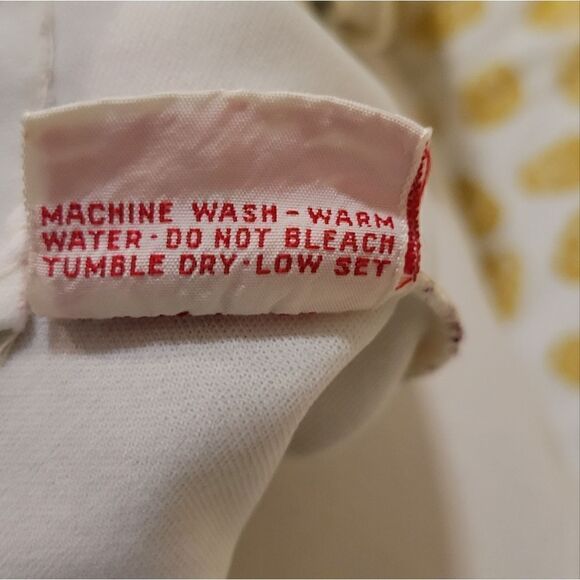 MACHINE WASH - WARM
WATER · DO NOT BLEACH
TUMBLE DRY · LOW SET